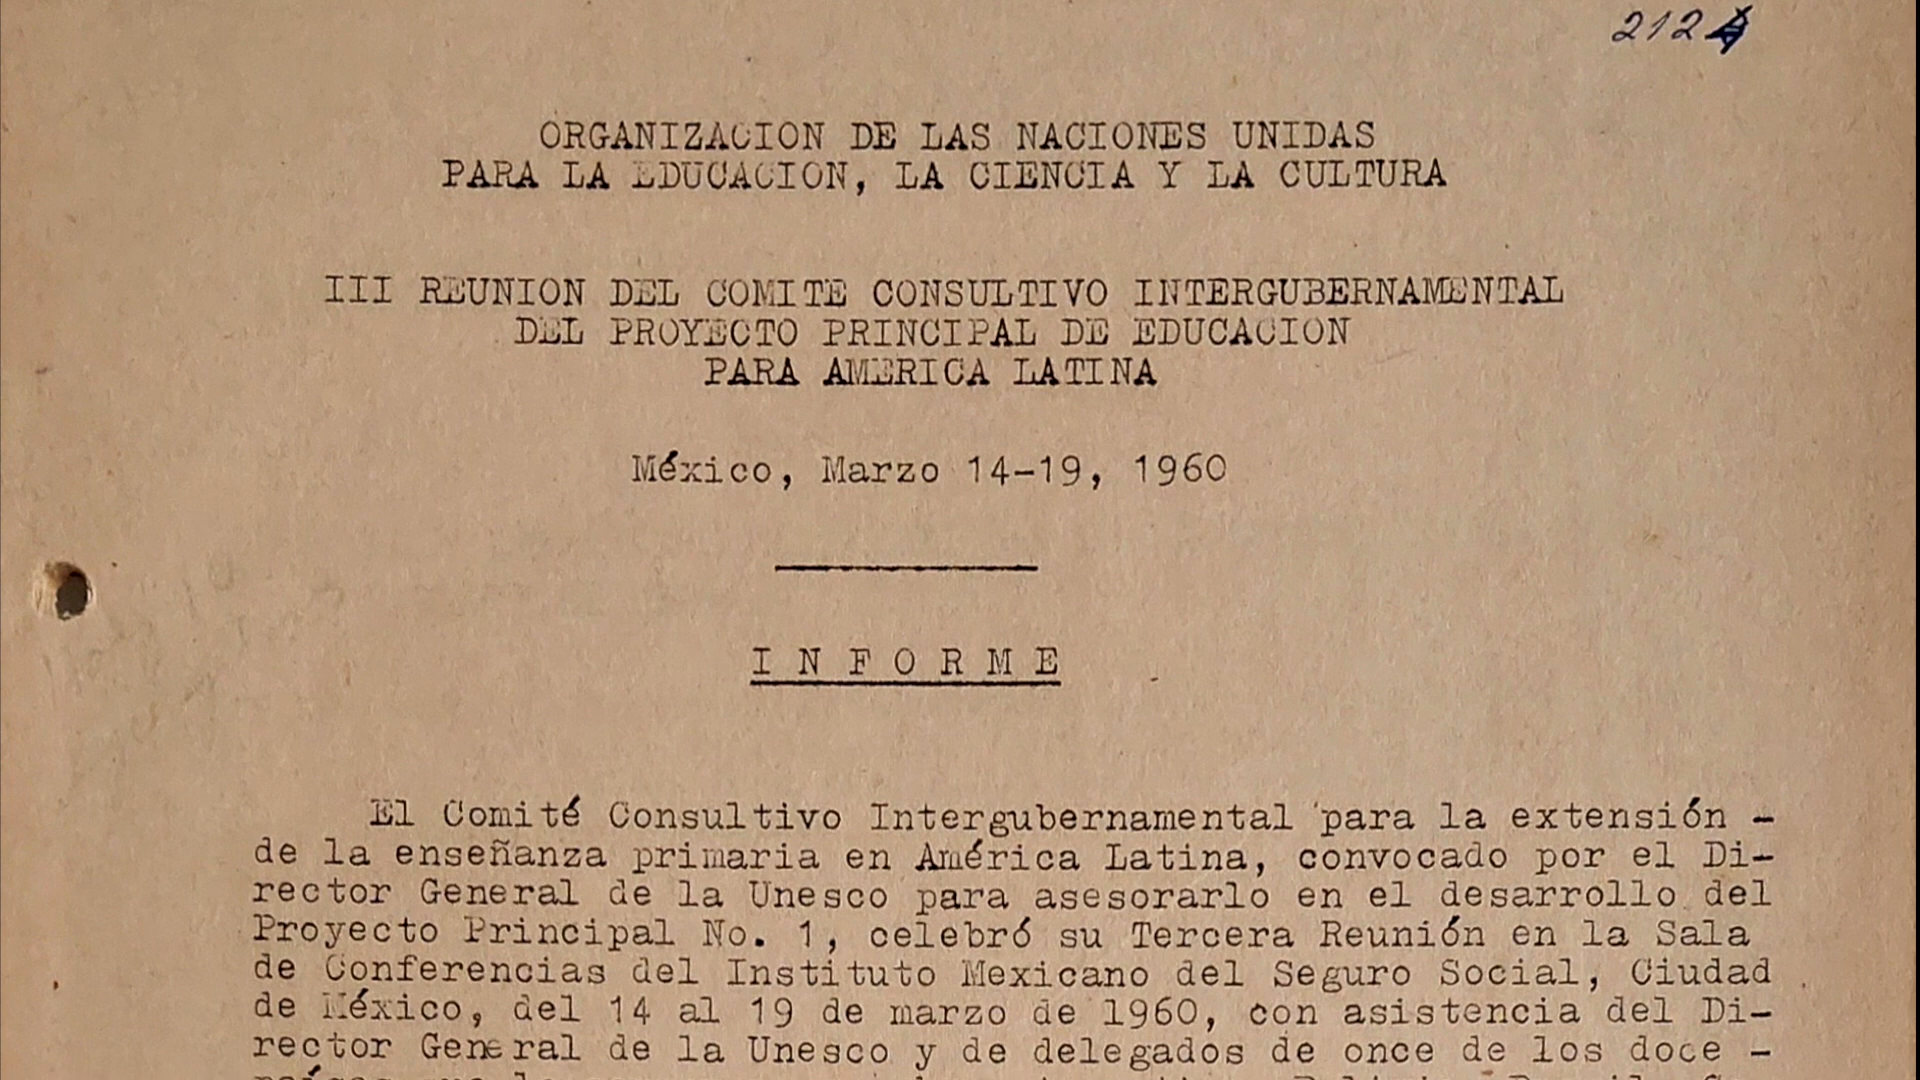 212
ORGANIZACION DE LAS NACIONES UNIDAS
PARA LA EDUCACION, LA CIENCIA Y LA CULTURA
III REUNION DEL COMITE CONSULTIVO INTERGUBERNAMENTAL
DEL PROYECTO PRINCIPAL DE EDUCACION
PARA AMERICA LATINA
México, Marzo 14-19, 1960
I N F O R M E
El Comité Consultivo Intergubernamental para la extensión -
de la enseñanza primaria en América Latina, convocado por el Di-
rector General de la Unesco para asesorarlo en el desarrollo del
Proyecto Principal No. 1, celebró su Tercera Reunión en la Sala
de Conferencias del Instituto Mexicano del Seguro Social, Ciudad
de México, del 14 al 19 de marzo de 1960, con asistencia del Di-
rector General de la Unesco y de delegados de once de los doce -